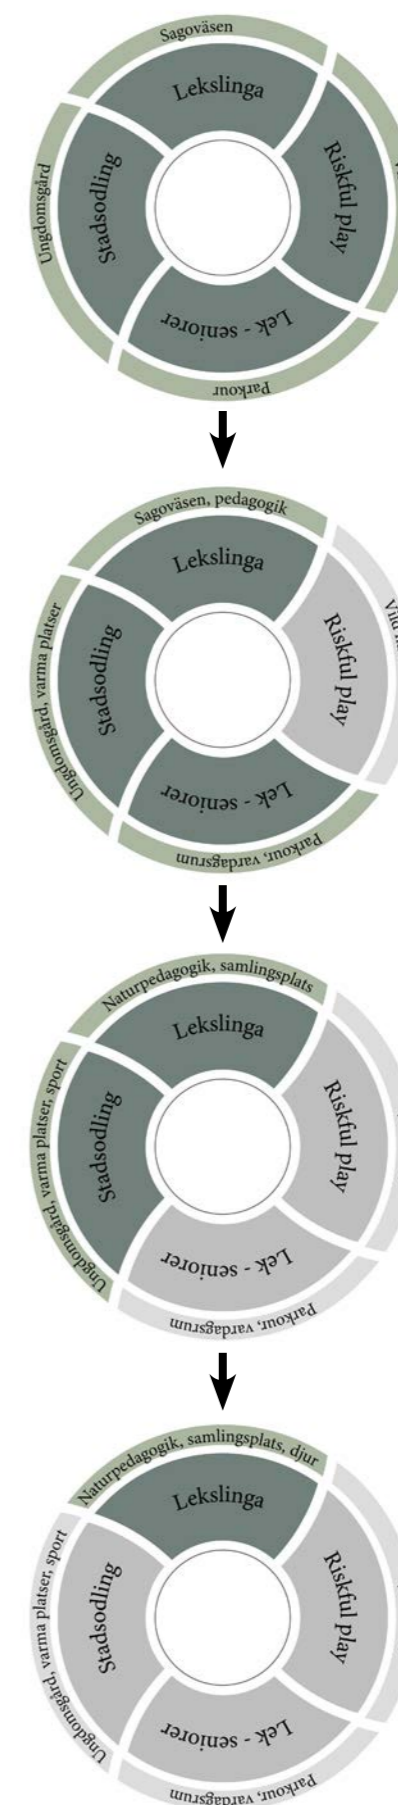 Sagoväsen
Lekslinga
Riskful play
Lek - seniorer
Stadsodling
Ungdomsgård
Parkour
Sagoväsen, pedagogik
Lekslinga
Riskful play
Vild
Lek - seniorer
Stadsodling
Ungdomsgård, varma platser
Parkour, vardagsrum
Naturpedagogik, samlingsplats
Lekslinga
Riskful play
Lek - seniorer
Stadsodling
Ungdomsgård, varma platser, sport
Parkour, vardagsrum
Naturpedagogik, samlingsplats, djur
Lekslinga
Riskful play
Lek - seniorer
Stadsodling
Ungdomsgård, varma platser, sport
Parkour, vardagsrum